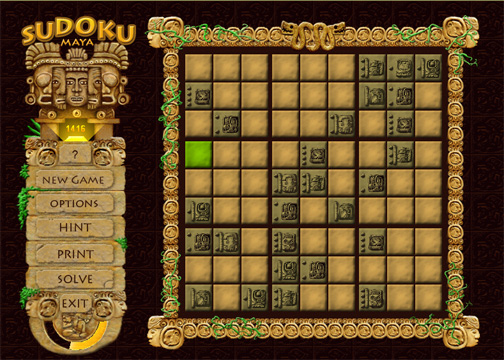 SUDOKU
MAYA
1415
?
NEW GAME
OPTIONS
HINT
PRINT
SOLVE
EXIT